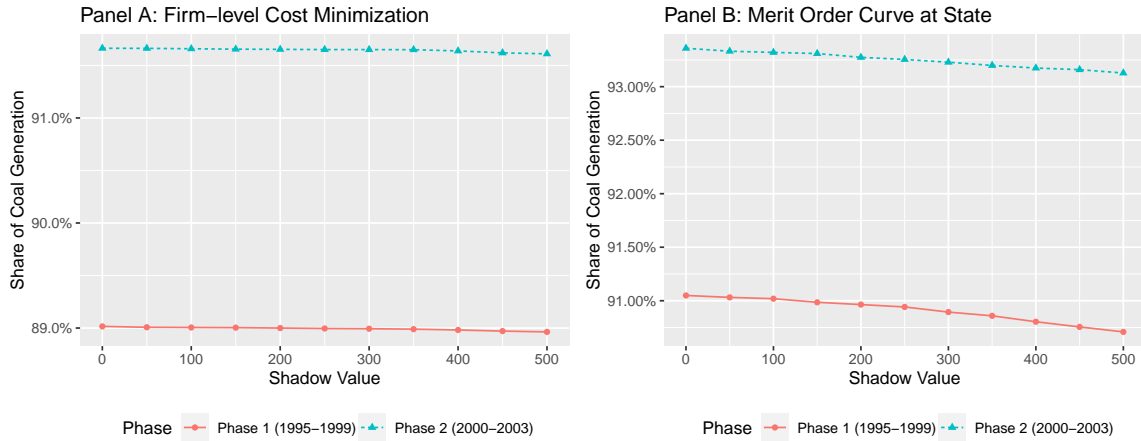 Panel A: Firm−level Cost Minimization
Share of Coal Generation
91.0%
90.0%
89.0%
0 100 200 300 400 500
Shadow Value
Phase Phase 1 (1995−1999) Phase 2 (2000−2003)
Panel B: Merit Order Curve at State
Share of Coal Generation
93.00%
92.50%
92.00%
91.50%
91.00%
0 100 200 300 400 500
Shadow Value
Phase Phase 1 (1995−1999) Phase 2 (2000−2003)